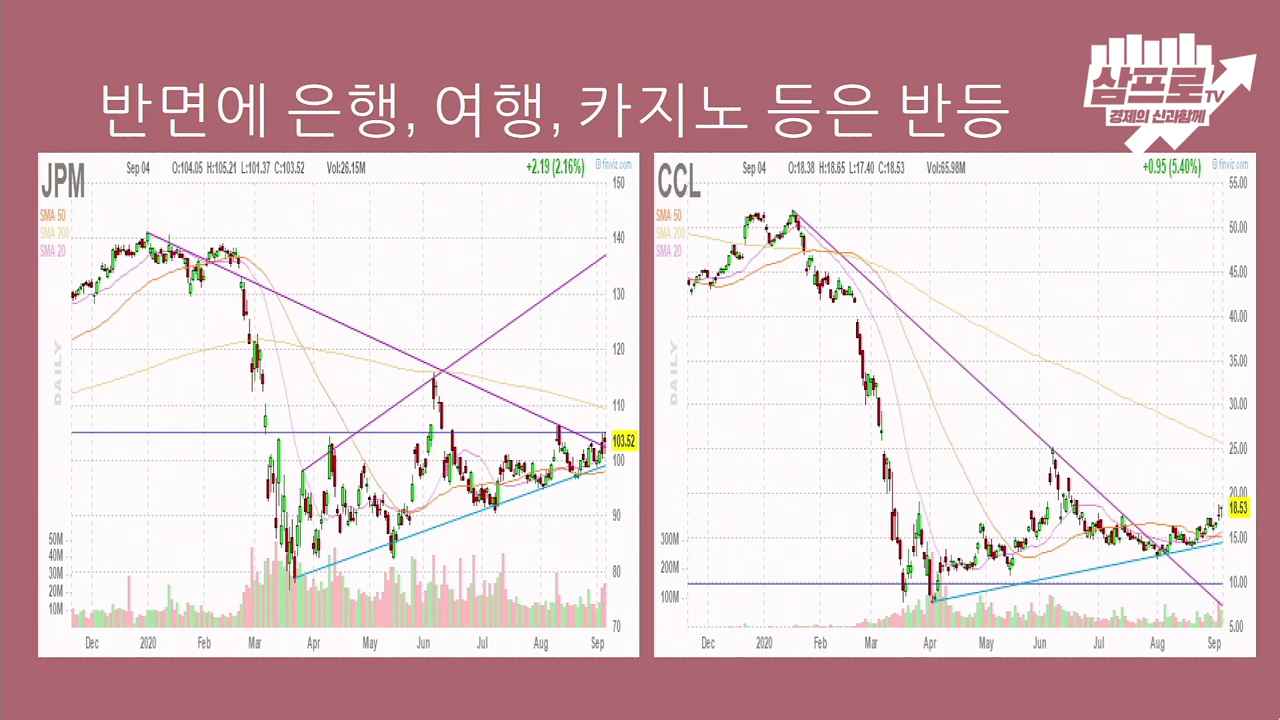 반면에 은행, 여행, 카지노 등은 반등
삼프로TV
경제의 신과함께
JPM
Sep 04 O:104.05 H:105.21 L:101.37 C:103.52 Vol:26.15M +2.19 (2.16%) © finviz.com
SMA 50
SMA 200
SMA 20
DAILY
150
140
130
120
110
103.52
100
90
80
70
50M
40M
30M
20M
10M
Dec 2020 Feb Mar Apr May Jun Jul Aug Sep
CCL
Sep 04 O:18.38 H:18.65 L:17.40 C:18.53 Vol:65.98M +0.95 (5.40%) © finviz.com
SMA 50
SMA 200
SMA 20
DAILY
55.00
50.00
45.00
40.00
35.00
30.00
25.00
20.00
18.53
15.00
10.00
5.00
300M
200M
100M
Dec 2020 Feb Mar Apr May Jun Jul Aug Sep